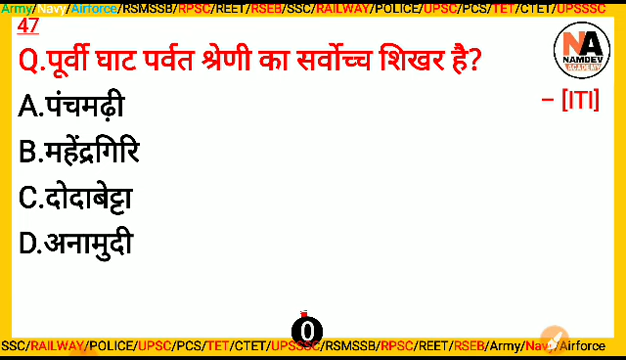 Army/Navy/Airforce/RSMSSB/RPSC/REET/RSEB/SSC/RAILWAY/POLICE/UPSC/PCS/TET/CTET/UPSSSC
47
Q.पूर्वी घाट पर्वत श्रेणी का सर्वोच्च शिखर है?
NA
NAMDEV
ACADEMY
– [ITI]
A.पंचमढ़ी
B.महेंद्रगिरि
C.दोदाबेट्टा
D.अनामुदी
0
SSC/RAILWAY/POLICE/UPSC/PCS/TET/CTET/UPSSSC/RSMSSB/RPSC/REET/RSEB/Army/Navy/Airforce